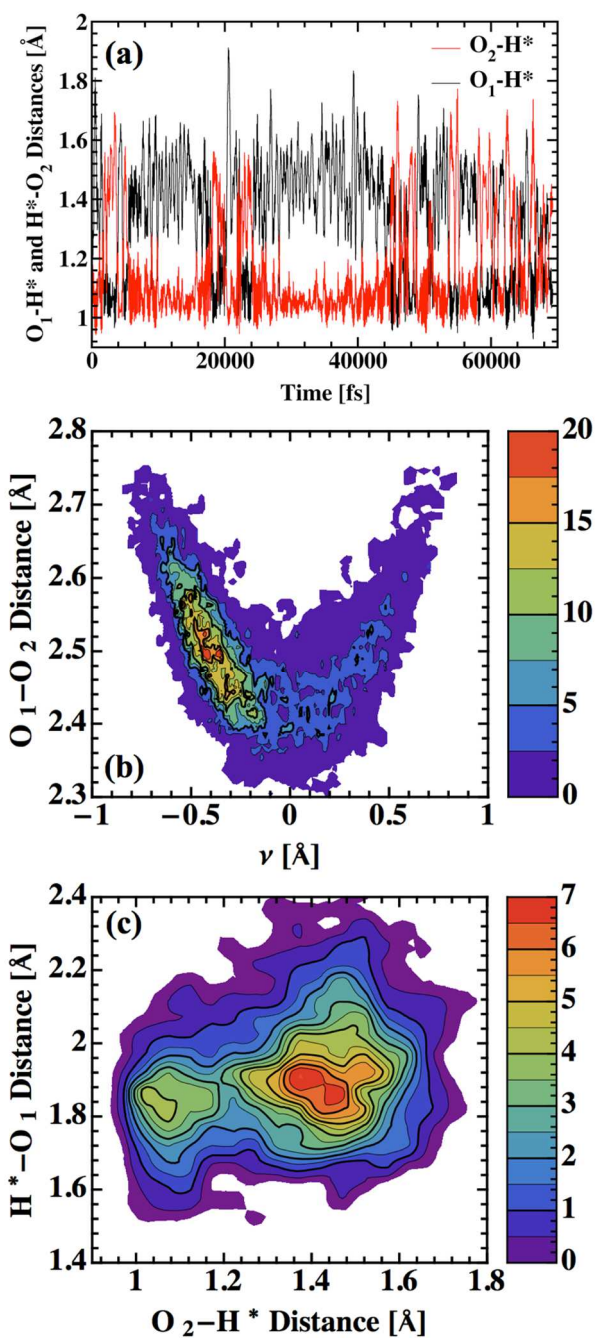 (a)
O₂-H*
O₁-H*
O₁-H* and H*-O₂ Distances [Å]
2
1.8
1.6
1.4
1.2
1
0 20000 40000 60000
Time [fs]
2.8
2.7
2.6
2.5
2.4
2.3
O₁−O₂ Distance [Å]
(b)
−1 −0.5 0 0.5 1
ν [Å]
20
15
10
5
0
(c)
2.4
2.2
2
1.8
1.6
1.4
H*−O₁ Distance [Å]
1 1.2 1.4 1.6 1.8
O₂−H* Distance [Å]
7
6
5
4
3
2
1
0